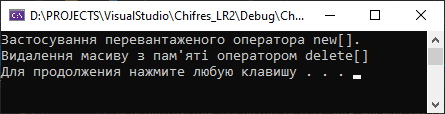 D:\PROJECTS\VisualStudio\Chifres_LR2\Debug\Ch...
Застосування перевантаженого оператора new[].
Видалення масиву з пам'яті оператором delete[]
Для продолжения нажмите любую клавишу . . .